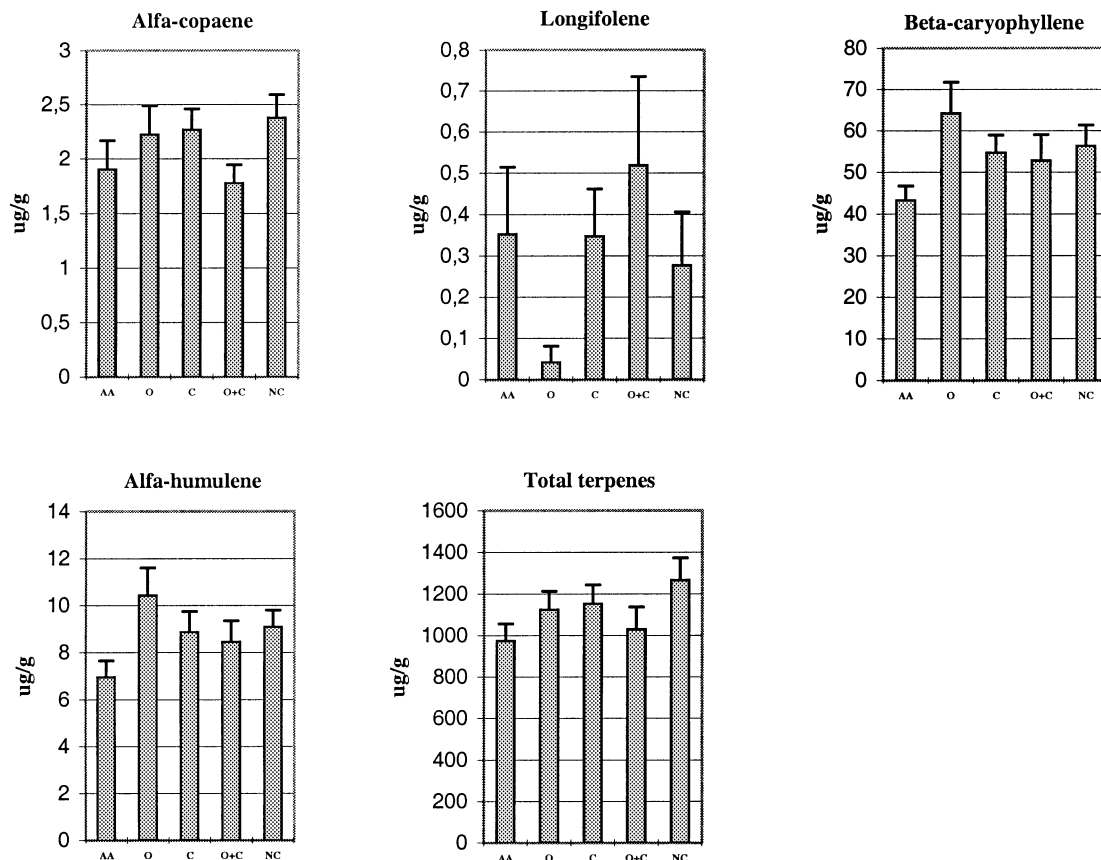 Alfa-copaene
3
2,5
2
1,5
1
0,5
0
ug/g
AA O C O+C NC
Longifolene
0,8
0,7
0,6
0,5
0,4
0,3
0,2
0,1
0
ug/g
AA O C O+C NC
Beta-caryophyllene
80
70
60
50
40
30
20
10
0
ug/g
AA O C O+C NC
Alfa-humulene
14
12
10
8
6
4
2
0
ug/g
AA O C O+C NC
Total terpenes
1600
1400
1200
1000
800
600
400
200
0
ug/g
AA O C O+C NC